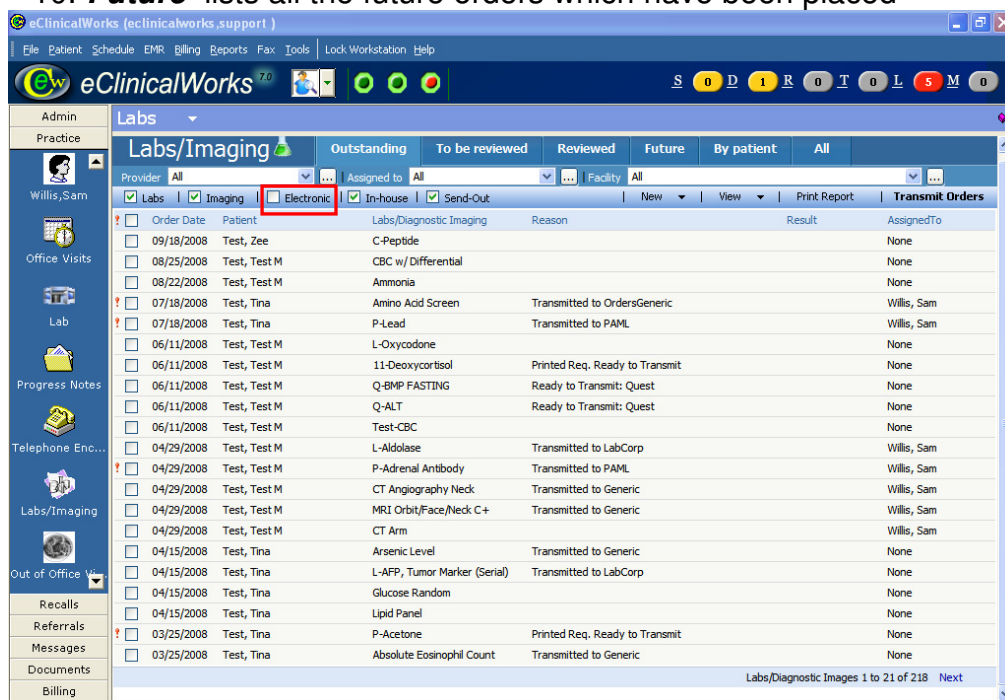 10. Future lists all the future orders which have been placed
eClinicalWorks (eclinicalworks,support )
File Patient Schedule EMR Billing Reports Fax Tools Lock Workstation Help
eCW eClinicalWorks 7.0 S 0 D 1 R 0 T 0 L 5 M 0
Admin
Practice
Willis,Sam
Office Visits
Lab
Progress Notes
Telephone Enc...
Labs/Imaging
Out of Office
Recalls
Referrals
Messages
Documents
Billing
Labs
Labs/Imaging Outstanding To be reviewed Reviewed Future By patient All
Provider All ... Assigned to All ... Facility All ...
Labs | Imaging | Electronic | In-house | Send-Out | New | View | Print Report | Transmit Orders
! Order Date Patient Labs/Diagnostic Imaging Reason Result AssignedTo
09/18/2008 Test, Zee C-Peptide None
08/25/2008 Test, Test M CBC w/ Differential None
08/22/2008 Test, Test M Ammonia None
! 07/18/2008 Test, Tina Amino Acid Screen Transmitted to OrdersGeneric Willis, Sam
! 07/18/2008 Test, Tina P-Lead Transmitted to PAML Willis, Sam
06/11/2008 Test, Test M L-Oxycodone None
06/11/2008 Test, Test M 11-Deoxycortisol Printed Req. Ready to Transmit None
06/11/2008 Test, Test M Q-BMP FASTING Ready to Transmit: Quest None
06/11/2008 Test, Test M Q-ALT Ready to Transmit: Quest None
06/11/2008 Test, Test M Test-CBC None
04/29/2008 Test, Test M L-Aldolase Transmitted to LabCorp Willis, Sam
! 04/29/2008 Test, Test M P-Adrenal Antibody Transmitted to PAML Willis, Sam
04/29/2008 Test, Test M CT Angiography Neck Transmitted to Generic Willis, Sam
04/29/2008 Test, Test M MRI Orbit/Face/Neck C+ Transmitted to Generic Willis, Sam
04/29/2008 Test, Test M CT Arm Willis, Sam
04/15/2008 Test, Tina Arsenic Level Transmitted to Generic None
04/15/2008 Test, Tina L-AFP, Tumor Marker (Serial) Transmitted to LabCorp None
04/15/2008 Test, Tina Glucose Random None
04/15/2008 Test, Tina Lipid Panel None
! 03/25/2008 Test, Tina P-Acetone Printed Req. Ready to Transmit None
03/25/2008 Test, Tina Absolute Eosinophil Count Transmitted to Generic None
Labs/Diagnostic Images 1 to 21 of 218 Next